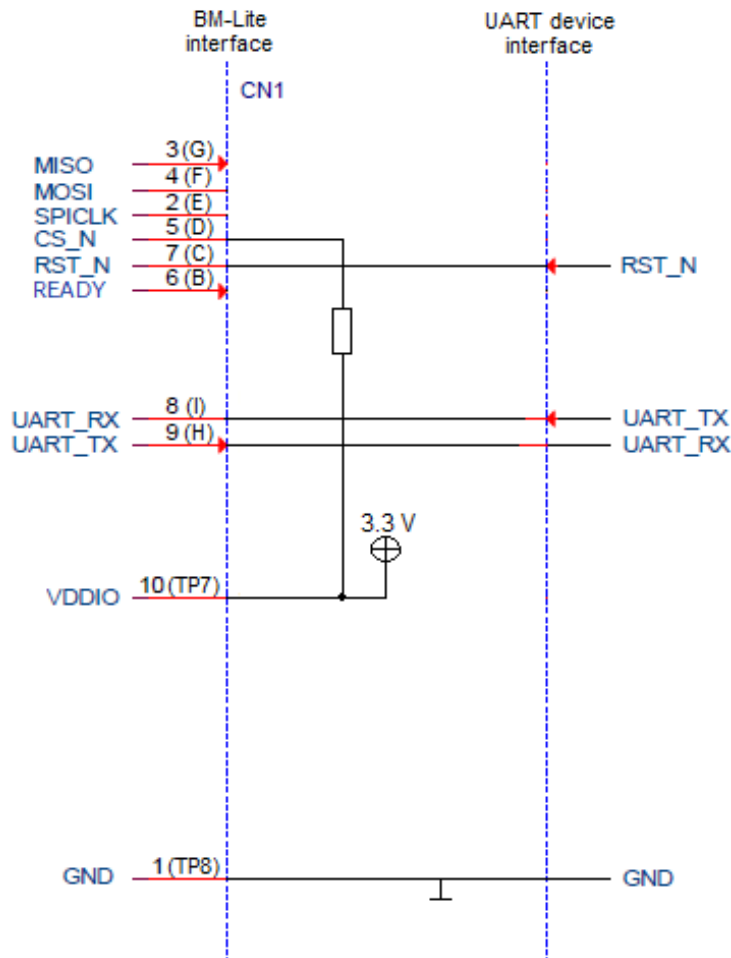 BM-Lite
interface
UART device
interface
CN1
MISO 3 (G)
MOSI 4 (F)
SPICLK 2 (E)
CS_N 5 (D)
RST_N 7 (C) RST_N
READY 6 (B)
UART_RX 8 (I) UART_TX
UART_TX 9 (H) UART_RX
3.3 V
VDDIO 10 (TP7)
GND 1 (TP8) GND